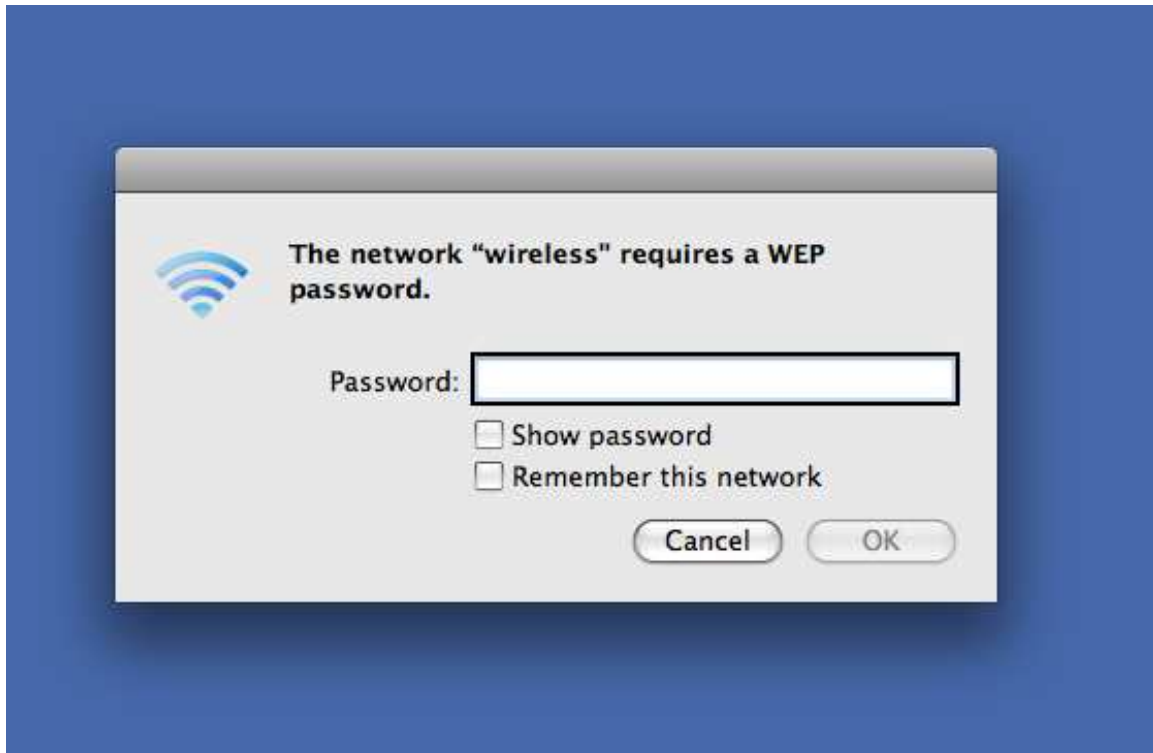 The network “wireless" requires a WEP
password.
Password:
Show password
Remember this network
Cancel OK